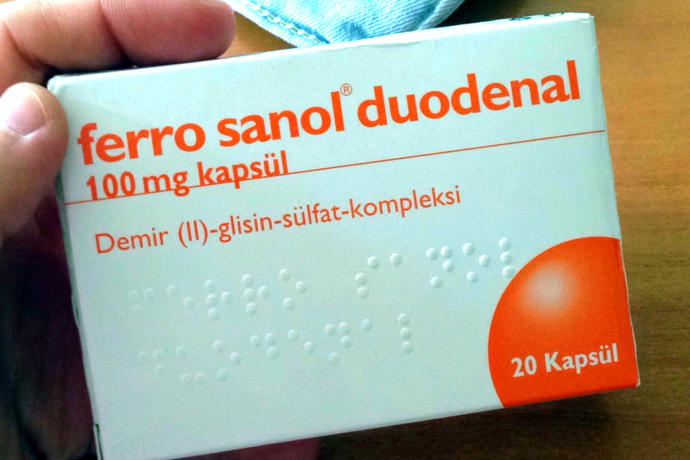 ferro sanol® duodenal
100 mg kapsül
Demir (II)-glisin-sülfat-kompleksi
20 Kapsül